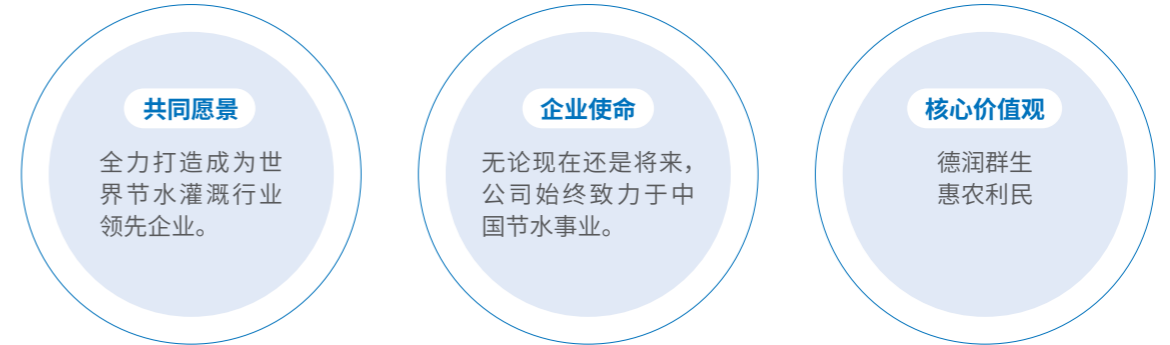 共同愿景
全力打造成为世
界节水灌溉行业
领先企业。
企业使命
无论现在还是将来，
公司始终致力于中
国节水事业。
核心价值观
德润群生
惠农利民